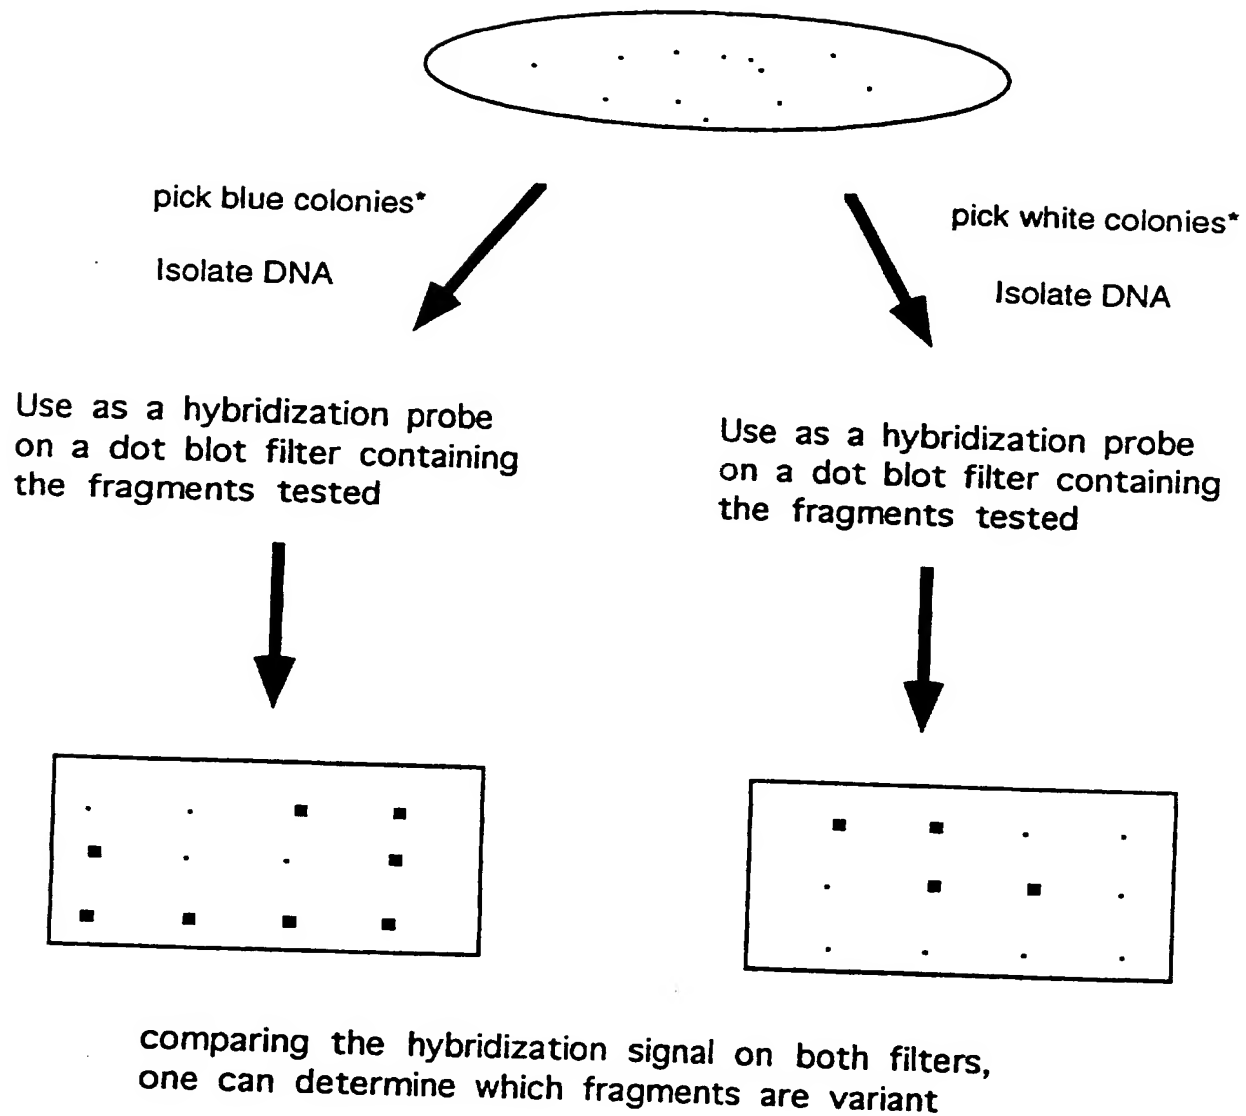 pick blue colonies*
Isolate DNA
pick white colonies*
Isolate DNA
Use as a hybridization probe
on a dot blot filter containing
the fragments tested
Use as a hybridization probe
on a dot blot filter containing
the fragments tested
comparing the hybridization signal on both filters,
one can determine which fragments are variant